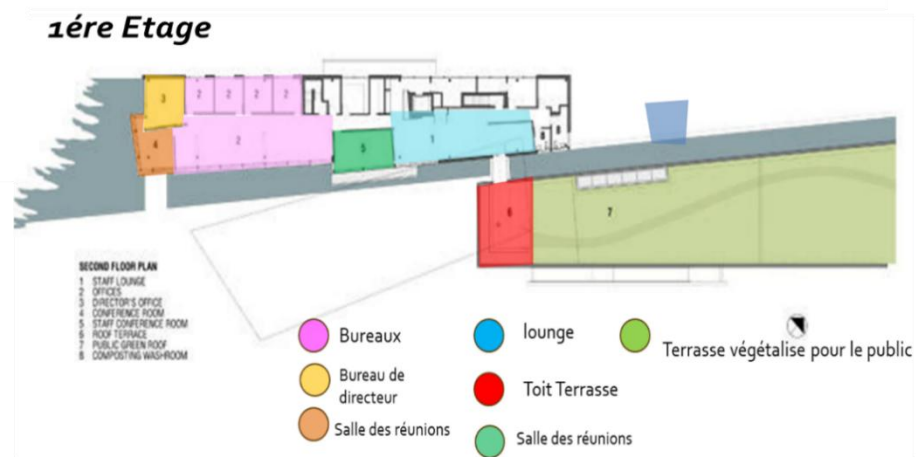 1ére Etage
3
2
2
2
2
4
2
5
1
6
7
SECOND FLOOR PLAN
1 STAFF LOUNGE
2 OFFICES
3 DIRECTOR'S OFFICE
4 CONFERENCE ROOM
5 STAFF CONFERENCE ROOM
6 ROOF TERRACE
7 PUBLIC GREEN ROOF
8 COMPOSTING WASHROOM
Bureaux
lounge
Terrasse végétalise pour le public
Bureau de
directeur
Toit Terrasse
Salle des réunions
Salle des réunions